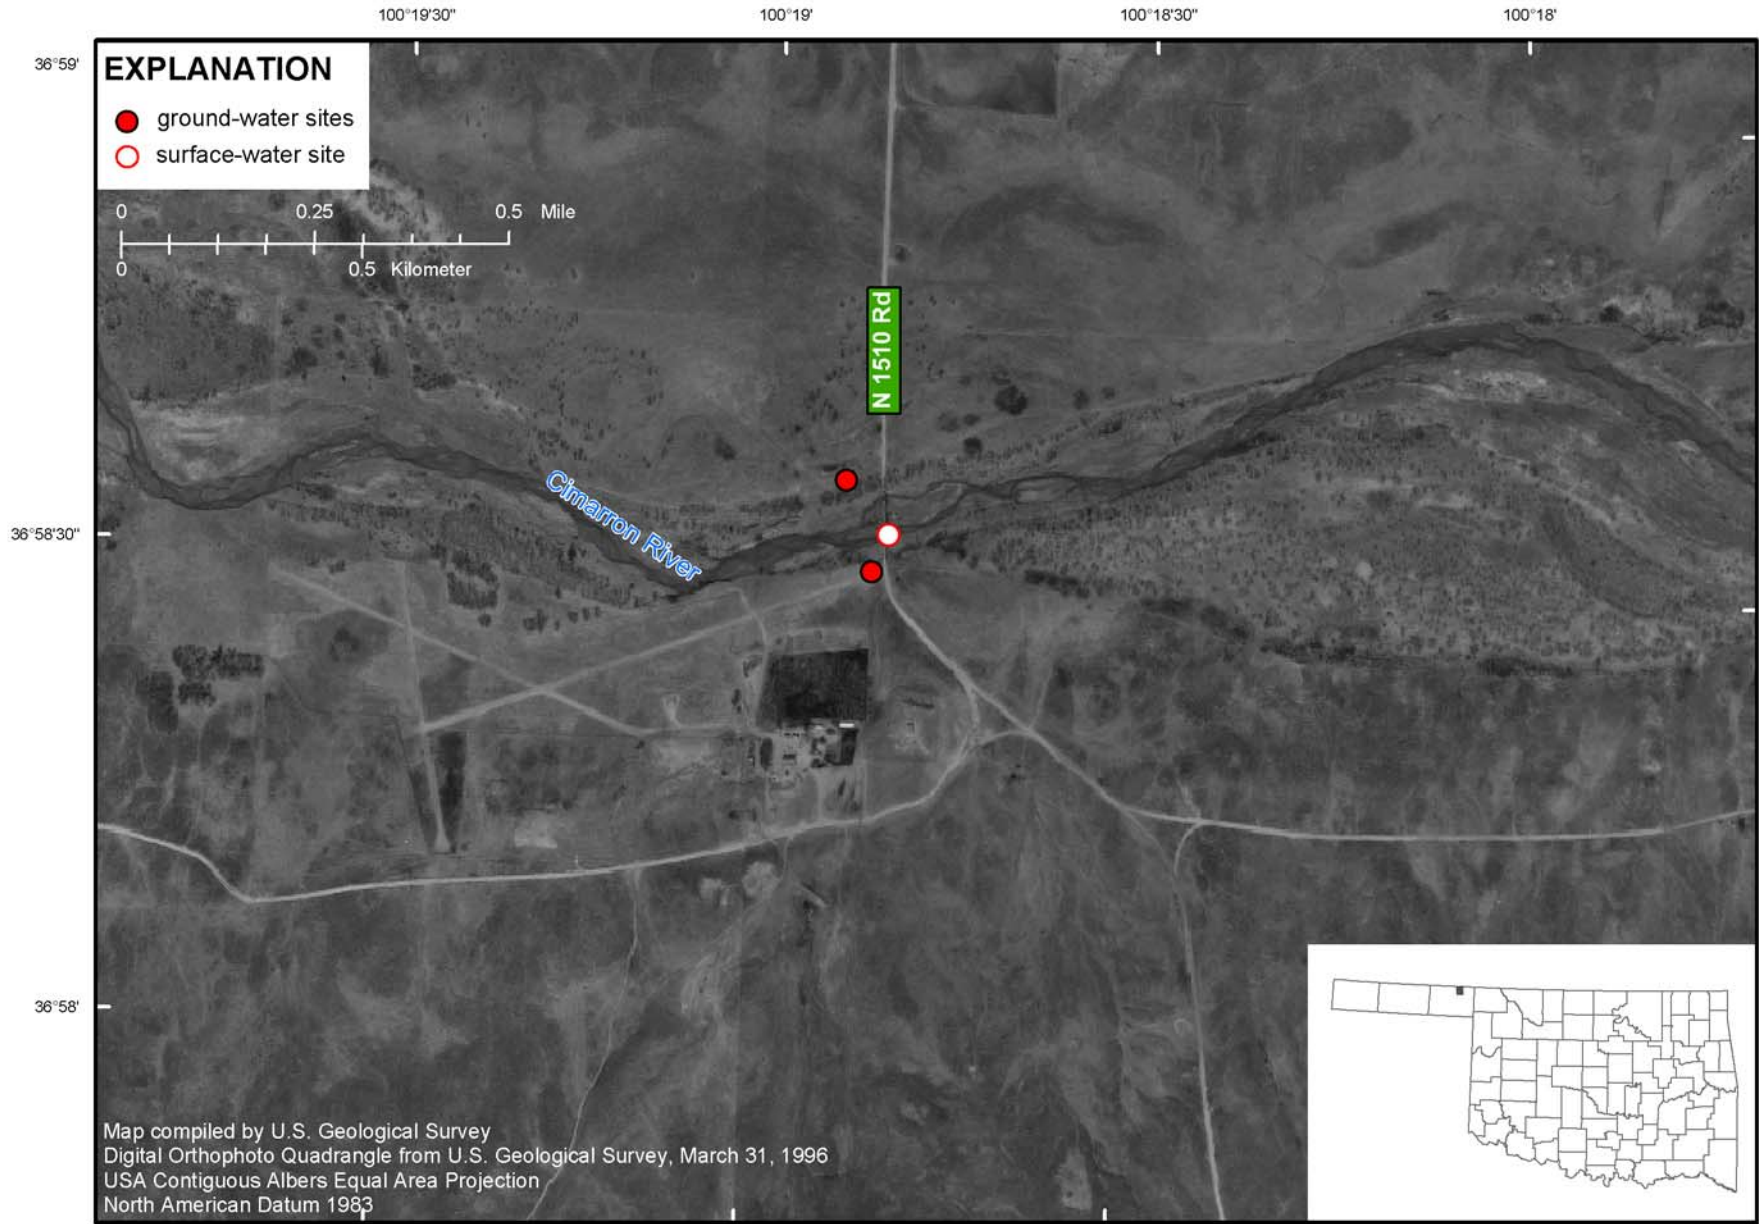 100°19'30"
100°19'
100°18'30"
100°18'
36°59'
EXPLANATION
ground-water sites
surface-water site
0 0.25 0.5 Mile
0 0.5 Kilometer
N 1510 Rd
Cimarron River
36°58'30"
36°58'
Map compiled by U.S. Geological Survey
Digital Orthophoto Quadrangle from U.S. Geological Survey, March 31, 1996
USA Contiguous Albers Equal Area Projection
North American Datum 1983